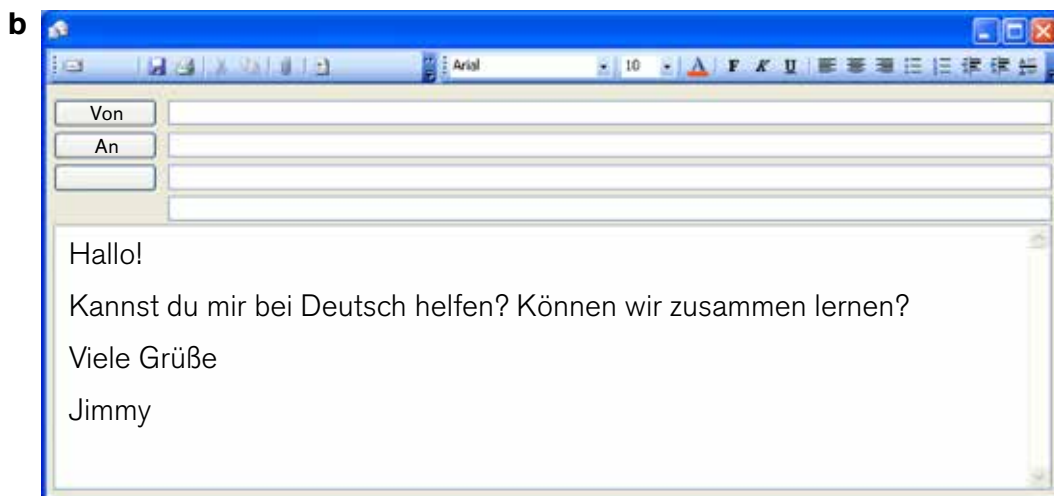 b
Arial 10 A F K U
Von
An
Hallo!
Kannst du mir bei Deutsch helfen? Können wir zusammen lernen?
Viele Grüße
Jimmy